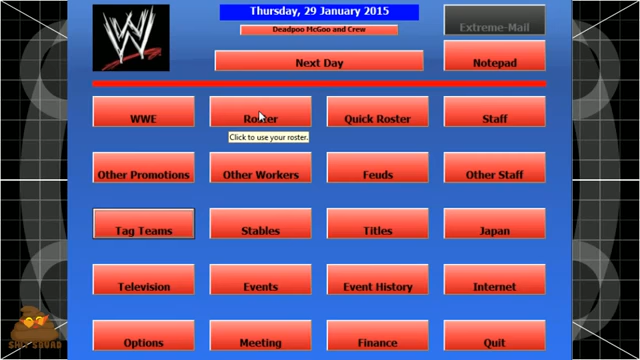 Thursday, 29 January 2015
Deadpoo McGoo and Crew
Extreme-Mail
Next Day
Notepad
WWE
Roster
Quick Roster
Staff
Click to use your roster.
Other Promotions
Other Workers
Feuds
Other Staff
Tag Teams
Stables
Titles
Japan
Television
Events
Event History
Internet
Options
Meeting
Finance
Quit